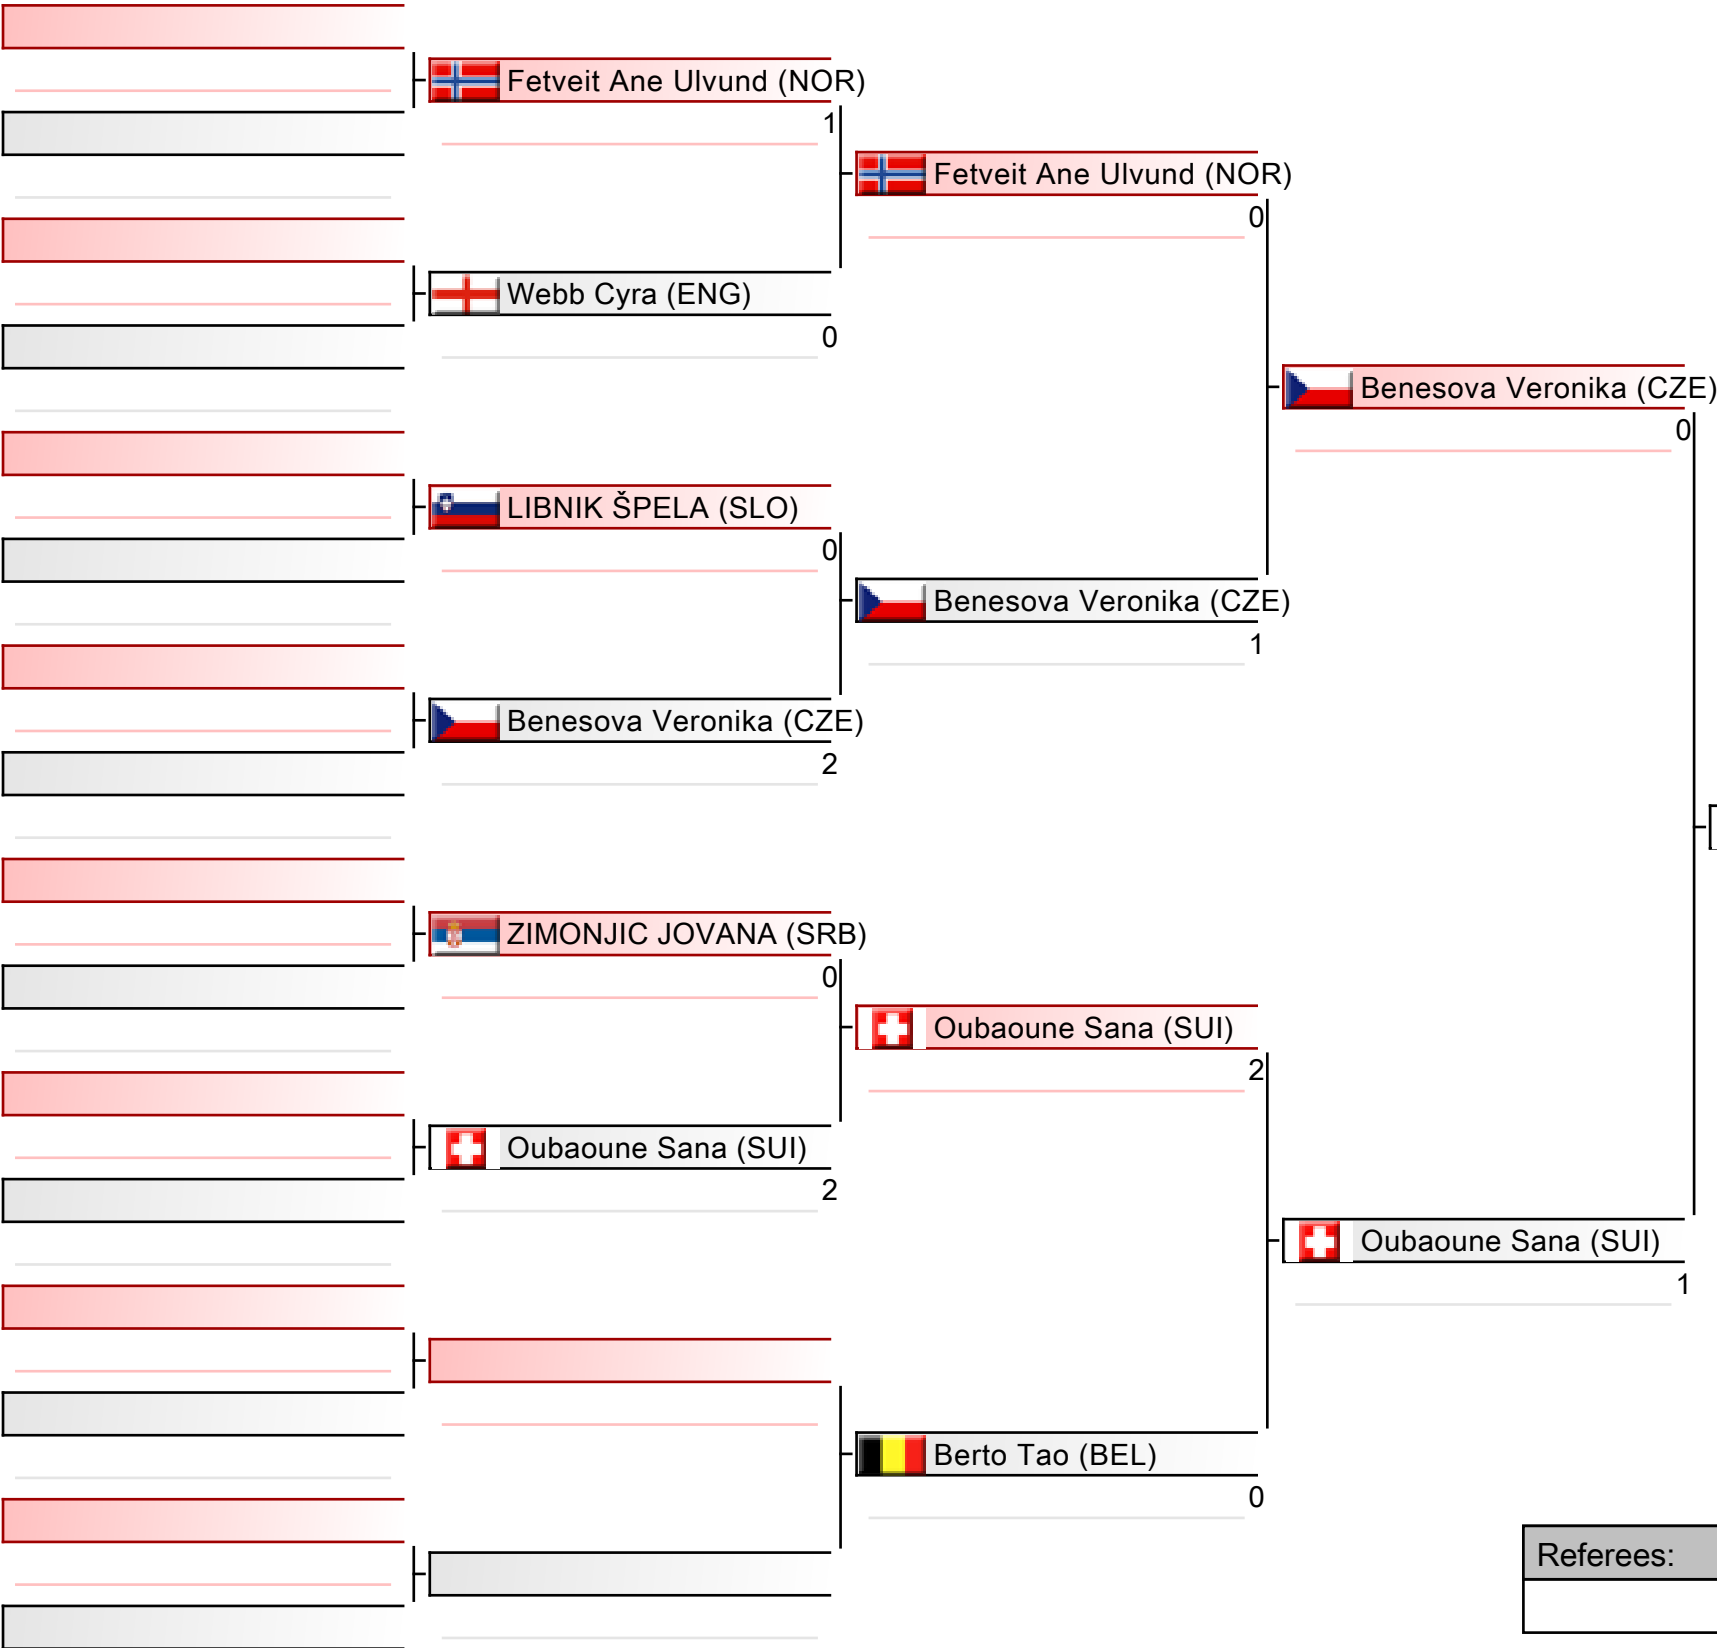 Fetveit Ane Ulvund (NOR)
1
Fetveit Ane Ulvund (NOR)
0
Webb Cyra (ENG)
0
Benesova Veronika (CZE)
0
LIBNIK ŠPELA (SLO)
0
Benesova Veronika (CZE)
1
Benesova Veronika (CZE)
2
ZIMONJIC JOVANA (SRB)
0
Oubaoune Sana (SUI)
2
Oubaoune Sana (SUI)
2
Oubaoune Sana (SUI)
1
Berto Tao (BEL)
0
Referees: